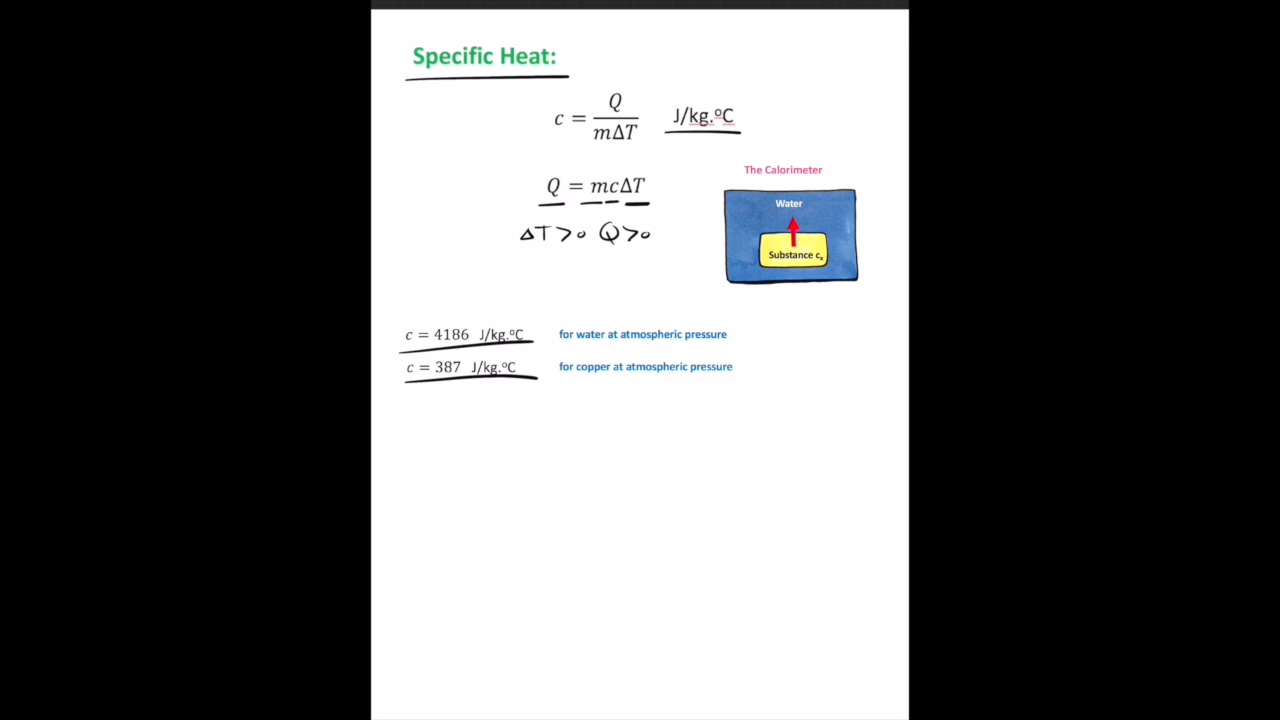 Specific Heat:
c = Q / mΔT   J/kg.ºC
Q = mcΔT
ΔT>0 Q>0
The Calorimeter
Water
Substance cₓ
c = 4186 J/kg.ºC for water at atmospheric pressure
c = 387 J/kg.ºC for copper at atmospheric pressure